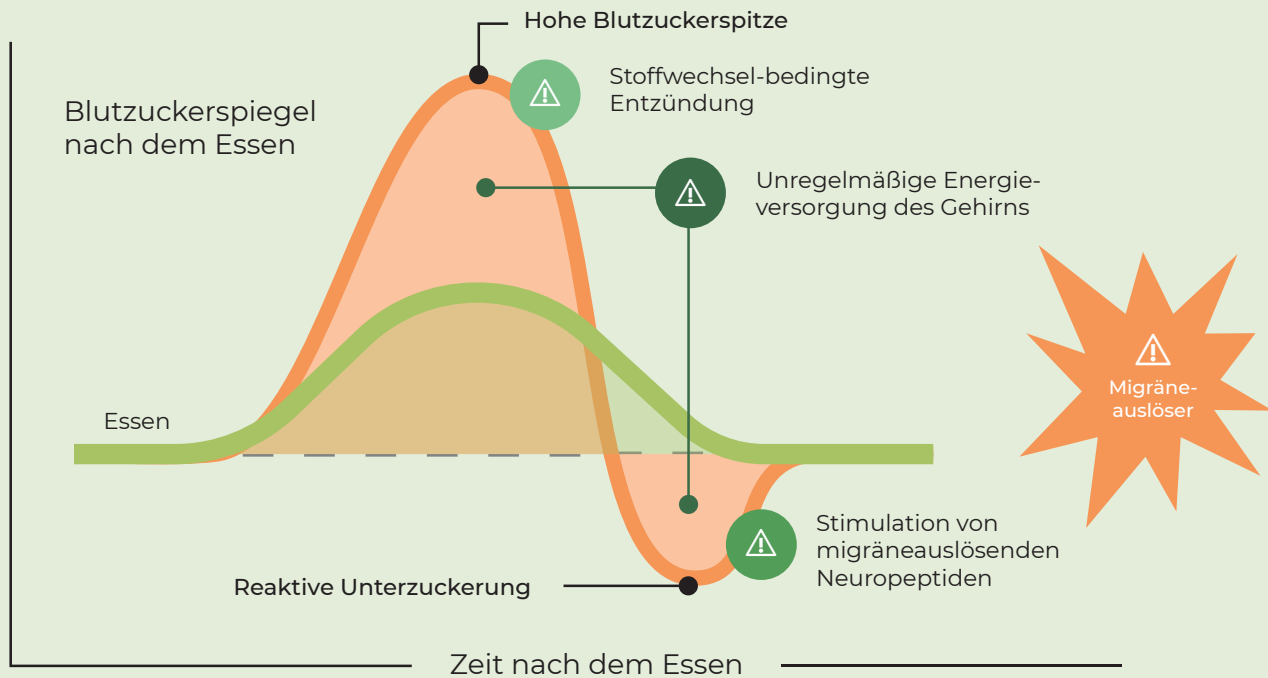 Hohe Blutzuckerspitze
Stoffwechsel-bedingte
Entzündung
Blutzuckerspiegel
nach dem Essen
Unregelmäßige Energie-
versorgung des Gehirns
Migräne-
auslöser
Essen
Stimulation von
migräneauslösenden
Neuropeptiden
Reaktive Unterzuckerung
Zeit nach dem Essen